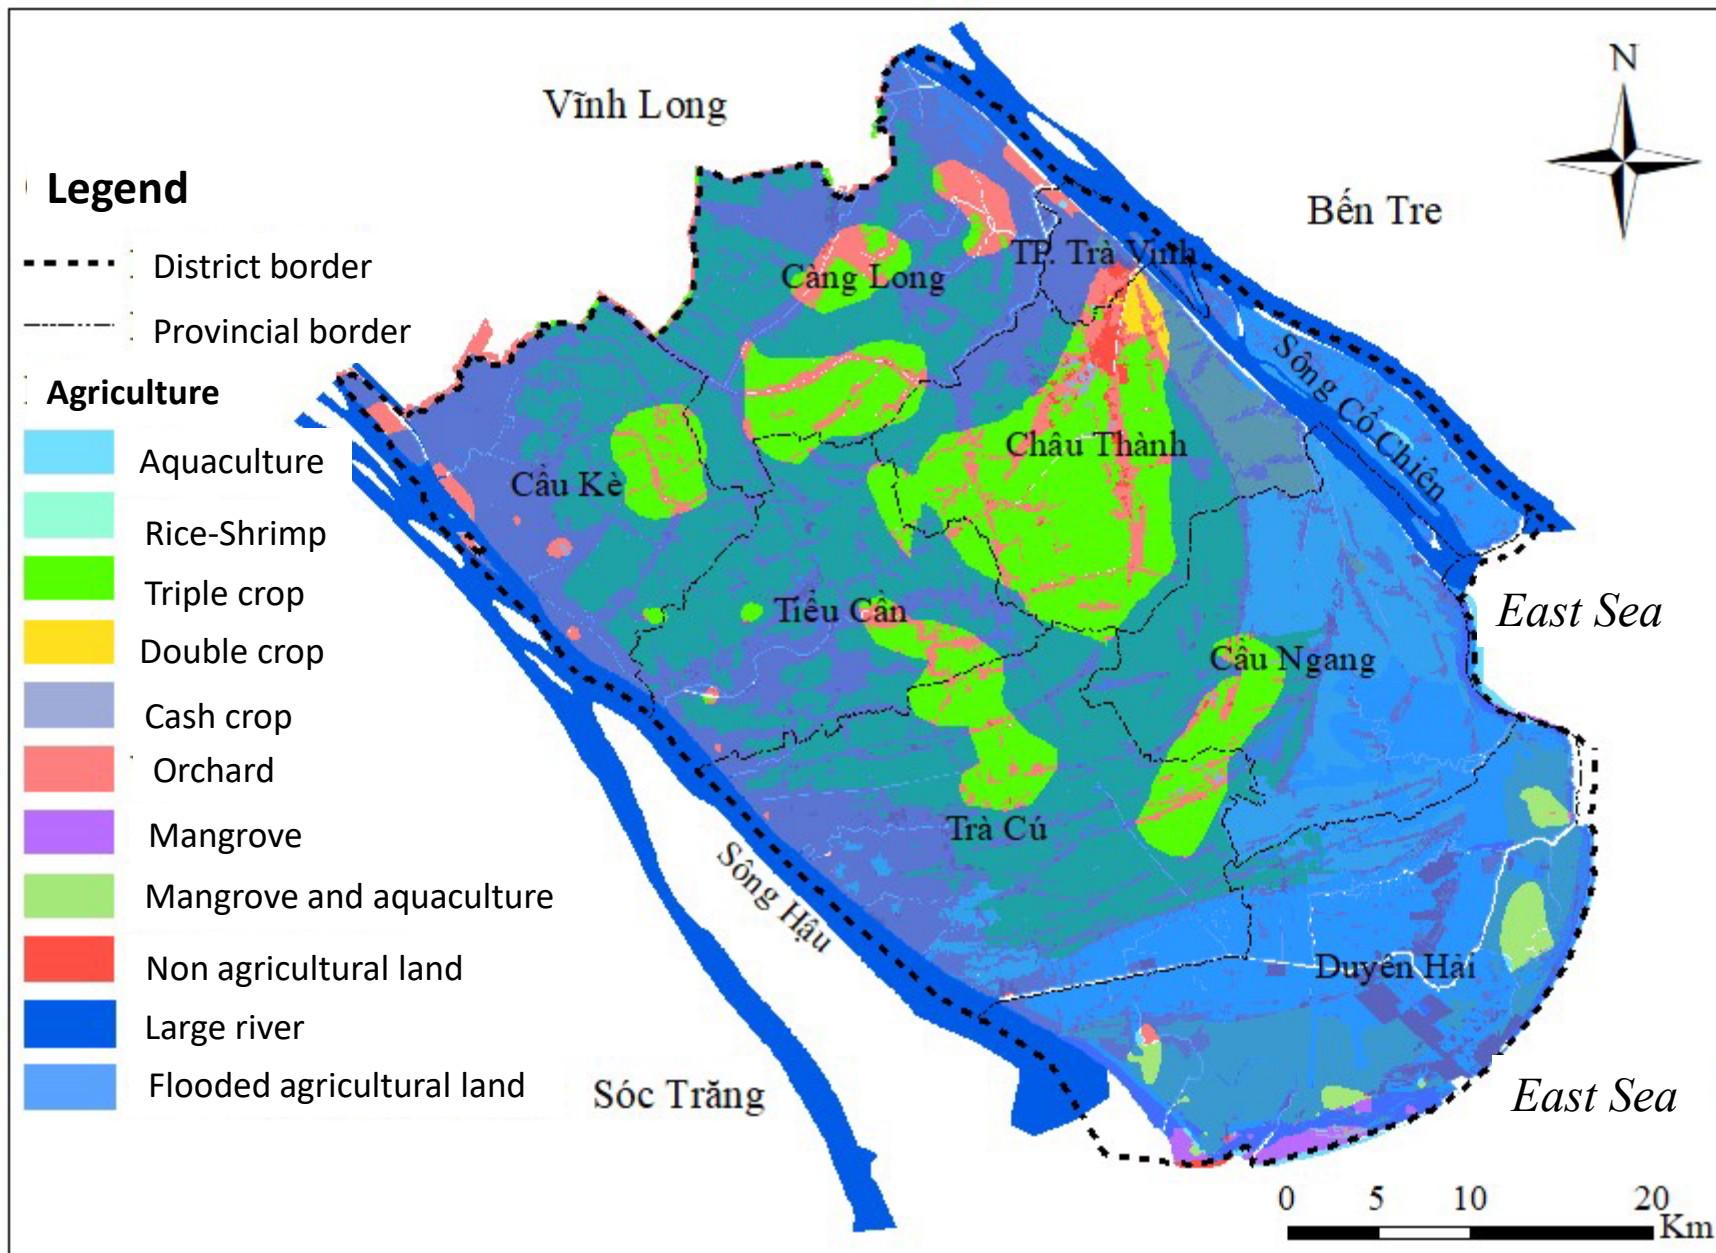 N
Vĩnh Long
Bến Tre
Legend
District border
Provincial border
Agriculture
Aquaculture
Rice-Shrimp
Triple crop
Double crop
Cash crop
Orchard
Mangrove
Mangrove and aquaculture
Non agricultural land
Large river
Flooded agricultural land
TP. Trà Vinh
Càng Long
Sông Cổ Chiên
Châu Thành
Cầu Kè
Tiểu Cần
East Sea
Cầu Ngang
Trà Cú
Sông Hậu
Duyên Hải
Sóc Trăng
East Sea
0 5 10 20
Km